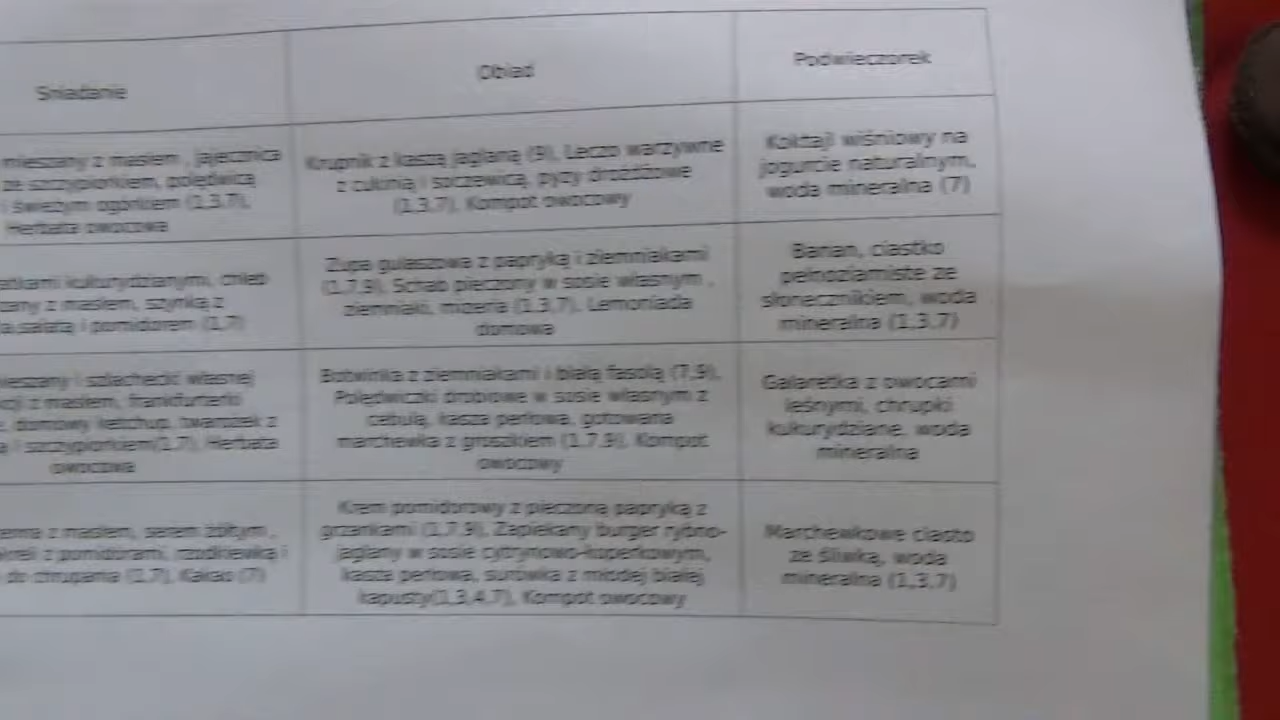 Śniadanie
Obiad
Podwieczorek
mieszany z masłem , jajecznica
ze szczypiorkiem, polędwicą
i świeżym ogórkiem (1,3,7),
Herbata owocowa
Krupnik z kaszą jaglaną (9), Leczo warzywne
z cukinią i soczewicą, pyzy drożdżowe
(1,3,7), Kompot owocowy
Koktajl wiśniowy na
jogurcie naturalnym,
woda mineralna (7)
kukurydzianymi, chleb
z masłem, szynką z
sałatą i pomidorem (1,7)
Zupa gulaszowa z papryką i ziemniakami
(1,7,9), Schab pieczony w sosie własnym ,
ziemniaki, mizeria (1,3,7), Lemoniada
domowa
Banan, ciastko
pełnoziarniste ze
słonecznikiem, woda
mineralna (1,3,7)
i szlachecki własnej
z masłem, frankfurterki
domowy ketchup, twarożek z
i szczypiorkiem(1,7), Herbata
owocowa
Botwinka z ziemniakami i białą fasolą (7,9),
Polędwiczki drobiowe w sosie własnym z
cebulą, kasza perłowa, gotowana
marchewka z groszkiem (1,7,9), Kompot
owocowy
Galaretka z owocami
leśnymi, chrupki
kukurydziane, woda
mineralna
z masłem, serem żółtym ,
z pomidorami, rzodkiewką i
do chrupania (1,7), Kakao (7)
Krem pomidorowy z pieczoną papryką z
grzankami (1,7,9), Zapiekany burger rybno-
jaglany w sosie cytrynowo-koperkowym,
kasza perłowa, surówka z młodej białej
kapusty(1,3,4,7), Kompot owocowy
Marchewkowe ciasto
ze śliwką, woda
mineralna (1,3,7)